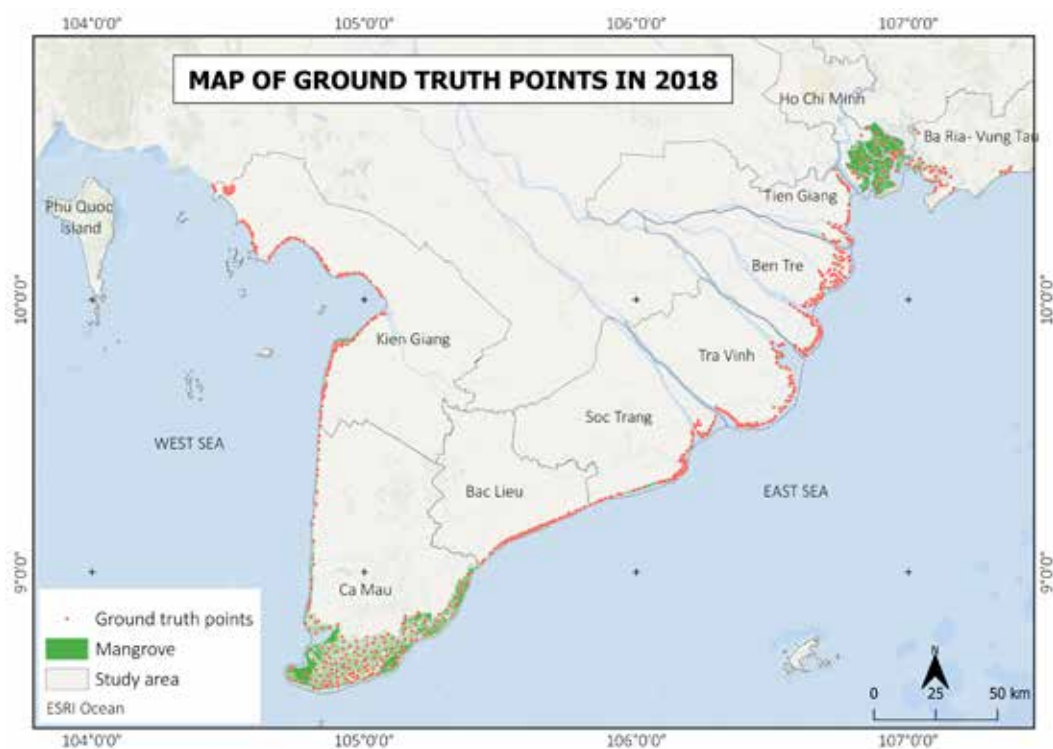 104°0'0" 105°0'0" 106°0'0" 107°0'0"
MAP OF GROUND TRUTH POINTS IN 2018
Ho Chi Minh
Ba Ria- Vung Tau
Phu Quoc
Island
Tien Giang
Ben Tre
10°0'0"
10°0'0"
Kien Giang
Tra Vinh
Soc Trang
WEST SEA
Bac Lieu
EAST SEA
9°0'0"
9°0'0"
Ca Mau
Ground truth points
Mangrove
Study area
ESRI Ocean
N
0 25 50 km
104°0'0" 105°0'0" 106°0'0" 107°0'0"